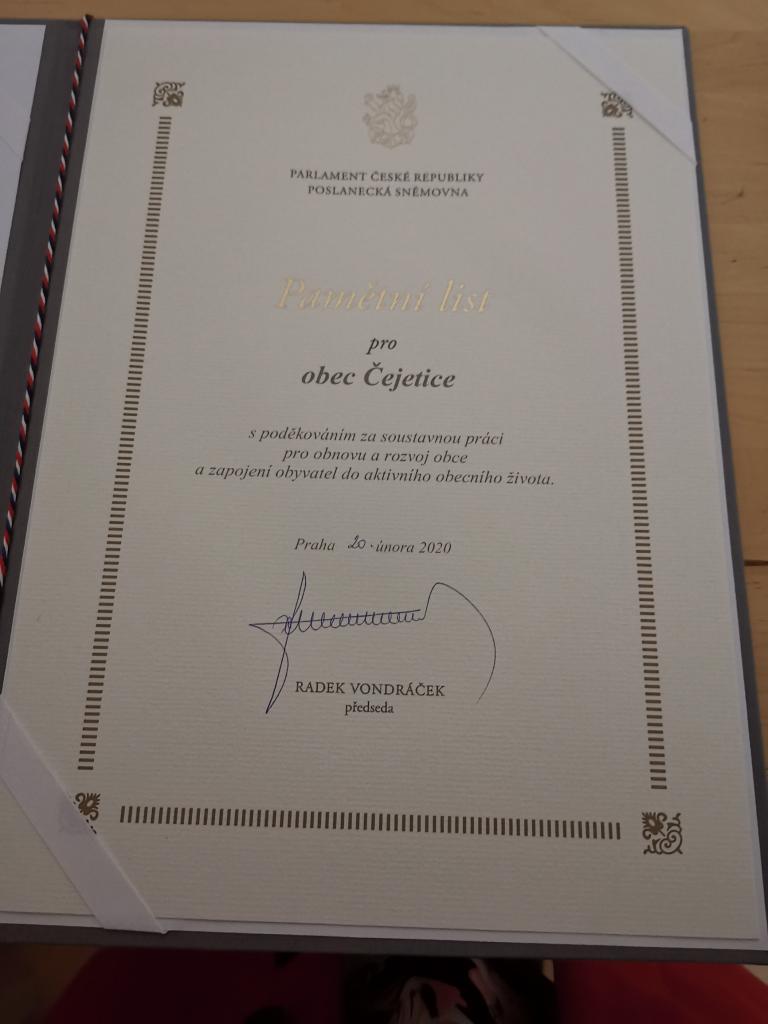 PARLAMENT ČESKÉ REPUBLIKY
POSLANECKÁ SNĚMOVNA
Pamětní list
pro
obec Čejetice
s poděkováním za soustavnou práci
pro obnovu a rozvoj obce
a zapojení obyvatel do aktivního obecního života.
Praha 20. února 2020
RADEK VONDRÁČEK
předseda